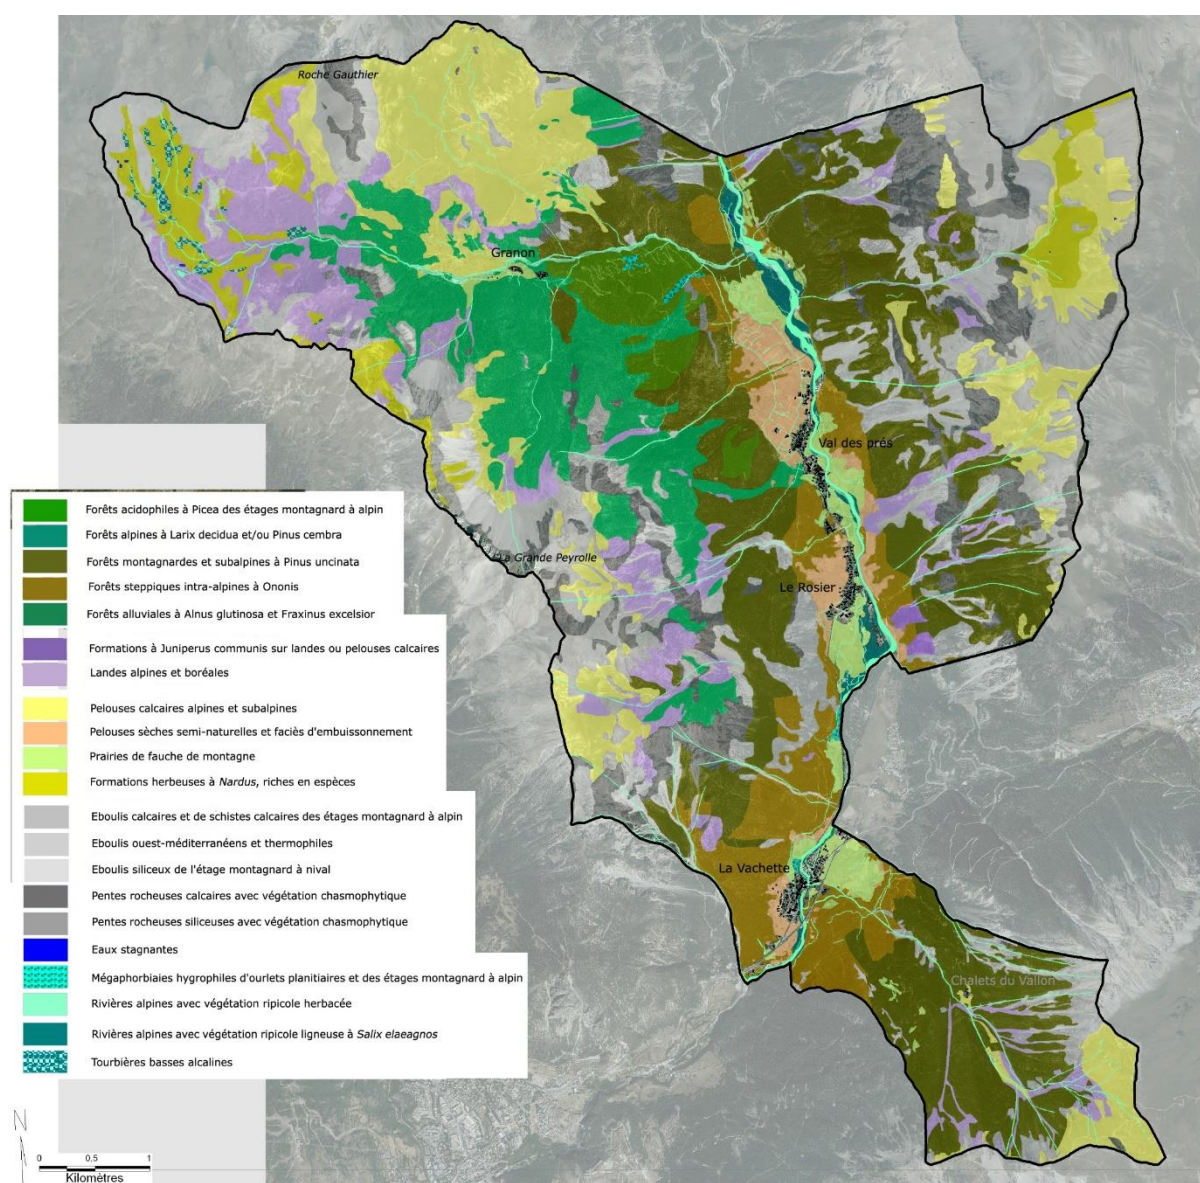 Roche Gauthier
Granon
Val des prés
La Grande Peyrolle
Le Rosier
La Vachette
Chalets du Vallon
Forêts acidophiles à Picea des étages montagnard à alpin
Forêts alpines à Larix decidua et/ou Pinus cembra
Forêts montagnardes et subalpines à Pinus uncinata
Forêts steppiques intra-alpines à Ononis
Forêts alluviales à Alnus glutinosa et Fraxinus excelsior
Formations à Juniperus communis sur landes ou pelouses calcaires
Landes alpines et boréales
Pelouses calcaires alpines et subalpines
Pelouses sèches semi-naturelles et faciès d'embuissonnement
Prairies de fauche de montagne
Formations herbeuses à Nardus, riches en espèces
Eboulis calcaires et de schistes calcaires des étages montagnard à alpin
Eboulis ouest-méditerranéens et thermophiles
Eboulis siliceux de l'étage montagnard à nival
Pentes rocheuses calcaires avec végétation chasmophytique
Pentes rocheuses siliceuses avec végétation chasmophytique
Eaux stagnantes
Mégaphorbiaies hygrophiles d'ourlets planitiaires et des étages montagnard à alpin
Rivières alpines avec végétation ripicole herbacée
Rivières alpines avec végétation ripicole ligneuse à Salix elaeagnos
Tourbières basses alcalines
N
0 0,5 1
Kilomètres